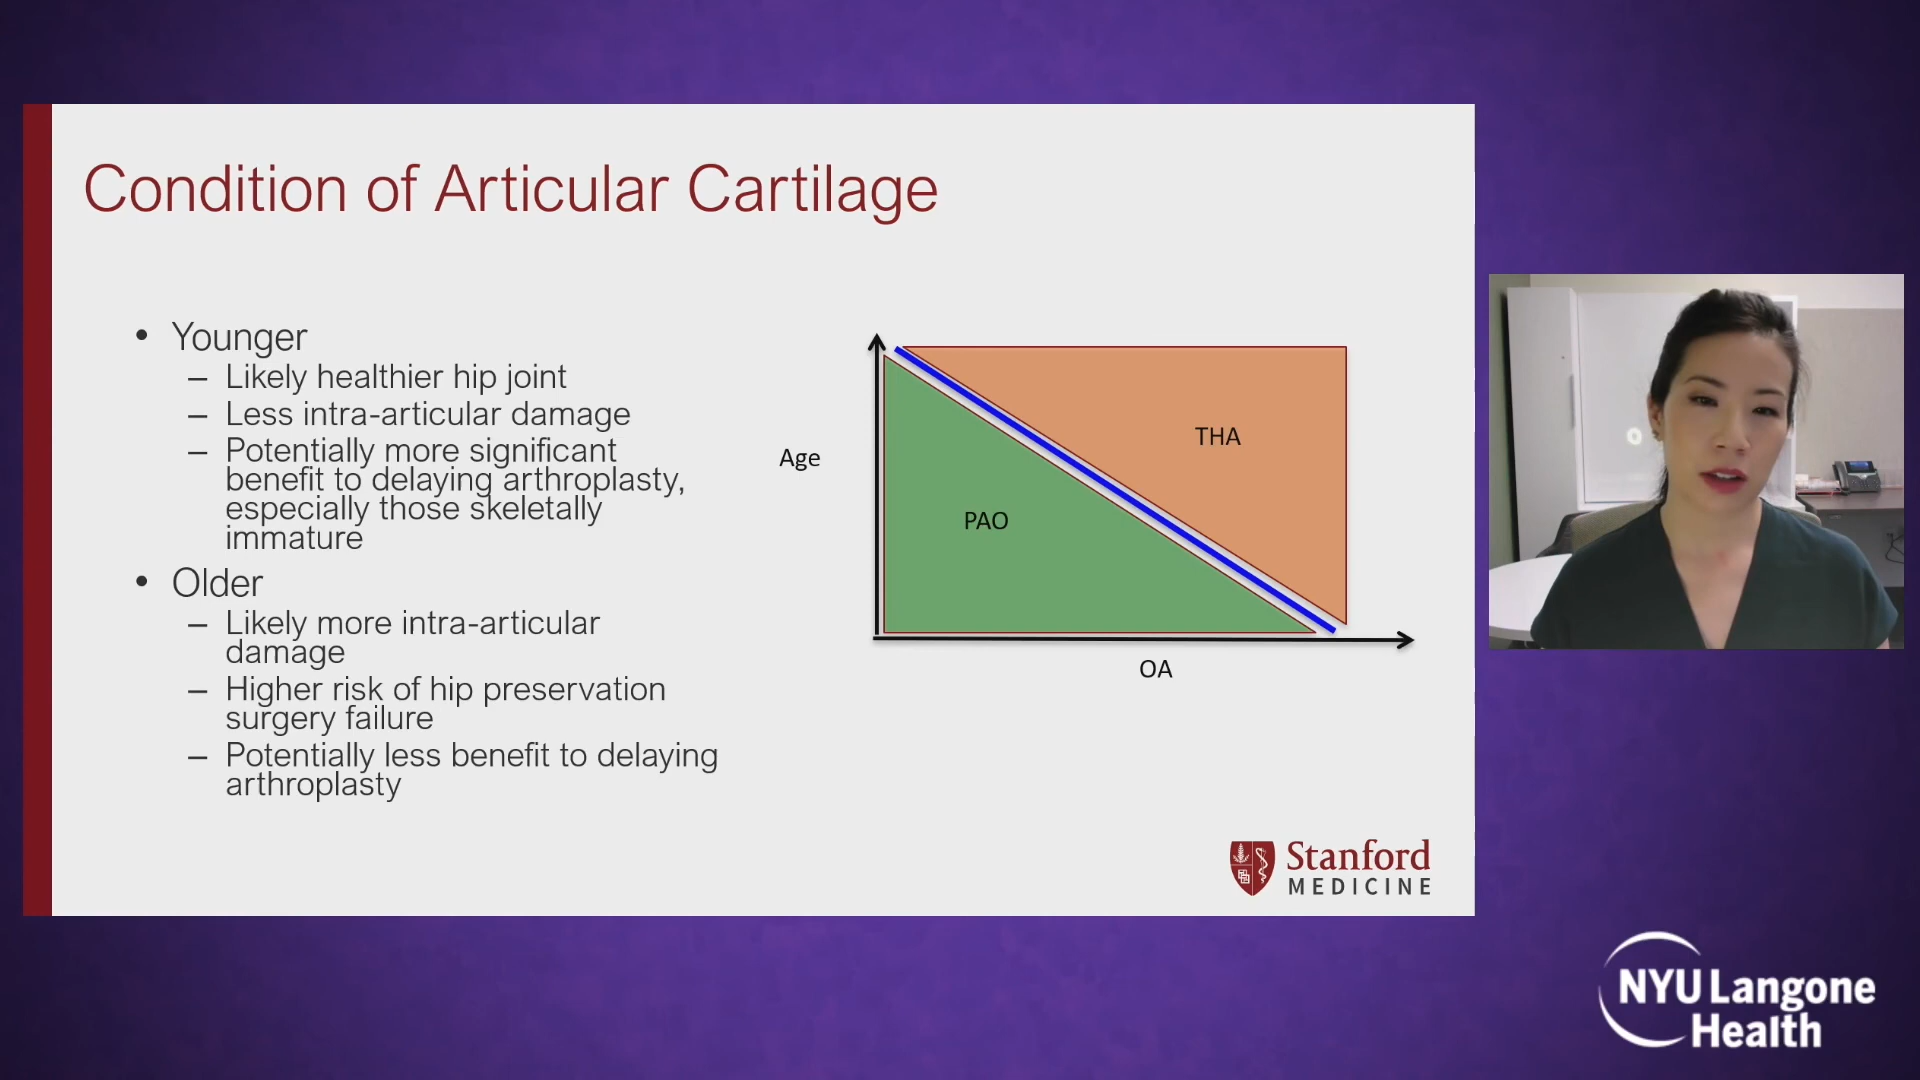 Condition of Articular Cartilage
• Younger
– Likely healthier hip joint
– Less intra-articular damage
– Potentially more significant
benefit to delaying arthroplasty,
especially those skeletally
immature
• Older
– Likely more intra-articular
damage
– Higher risk of hip preservation
surgery failure
– Potentially less benefit to delaying
arthroplasty
Age
THA
PAO
OA
Stanford
MEDICINE
NYU Langone
Health